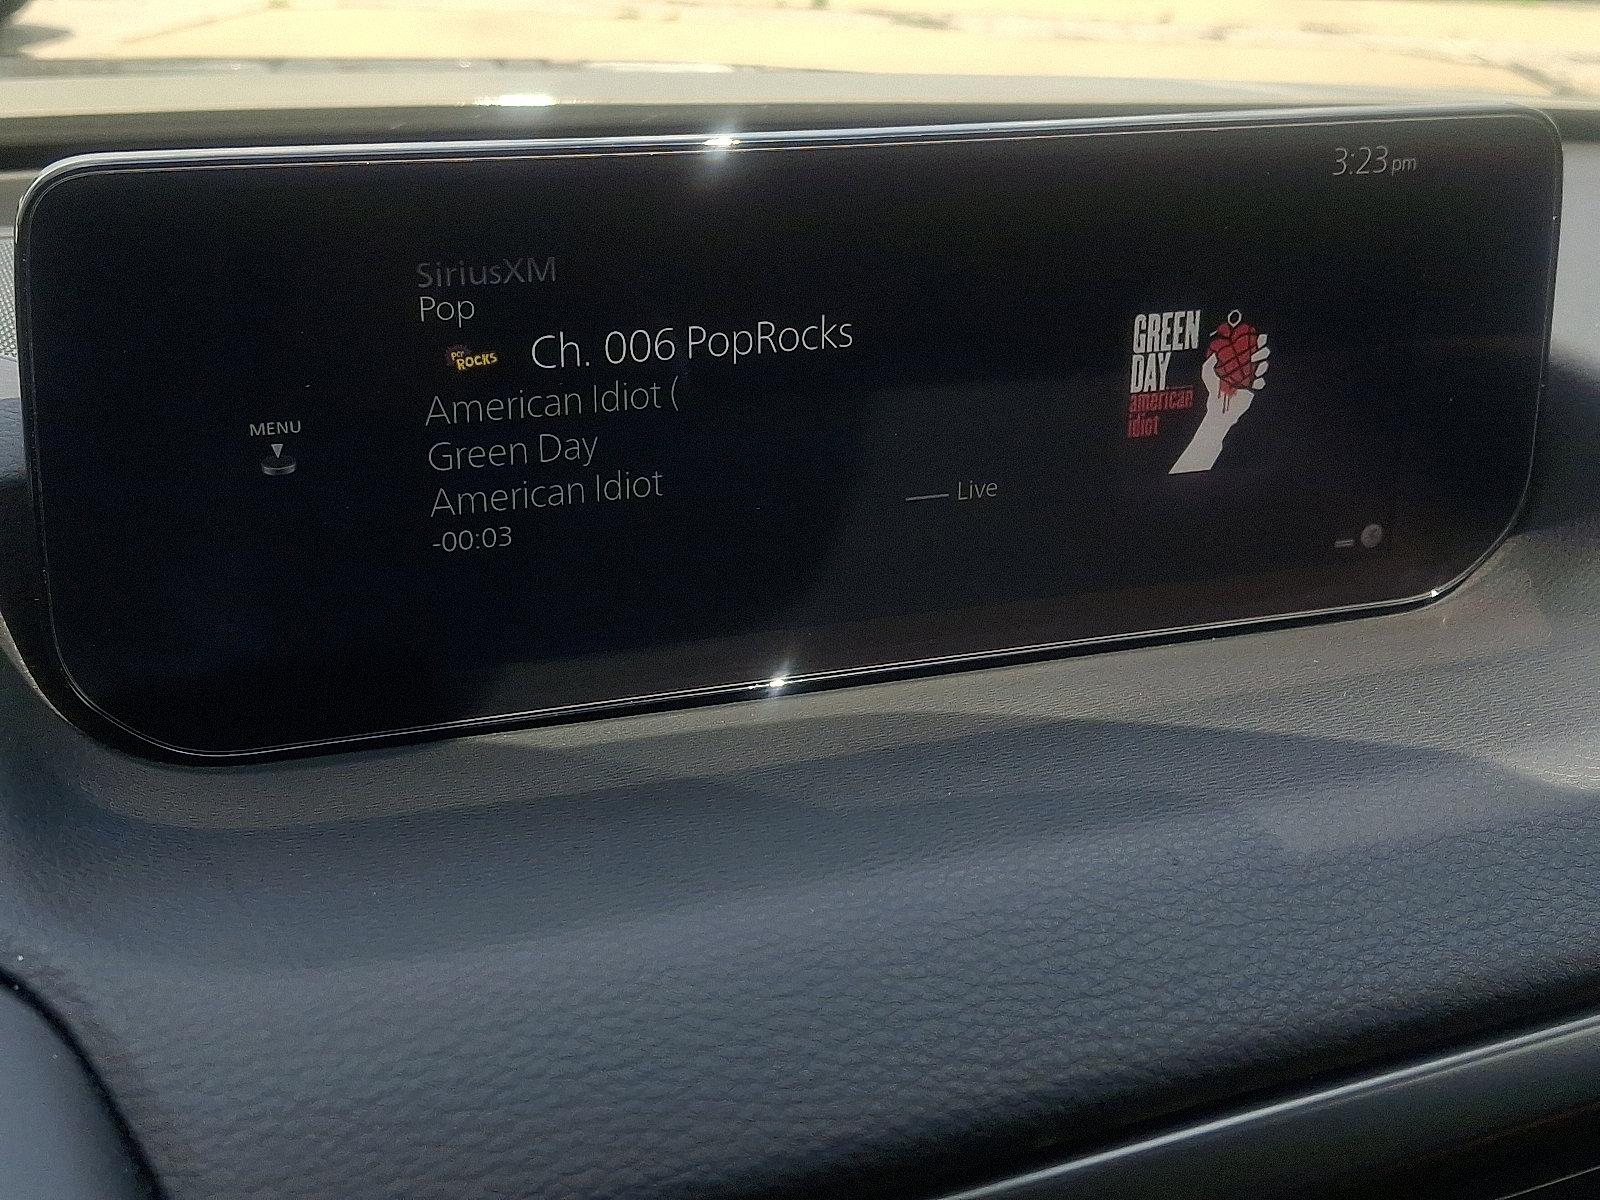 3:23 pm
SiriusXM
Pop
POP ROCKS
Ch. 006 PopRocks
American Idiot (
Green Day
American Idiot
-00:03
MENU
Live
GREEN
DAY
american
idiot